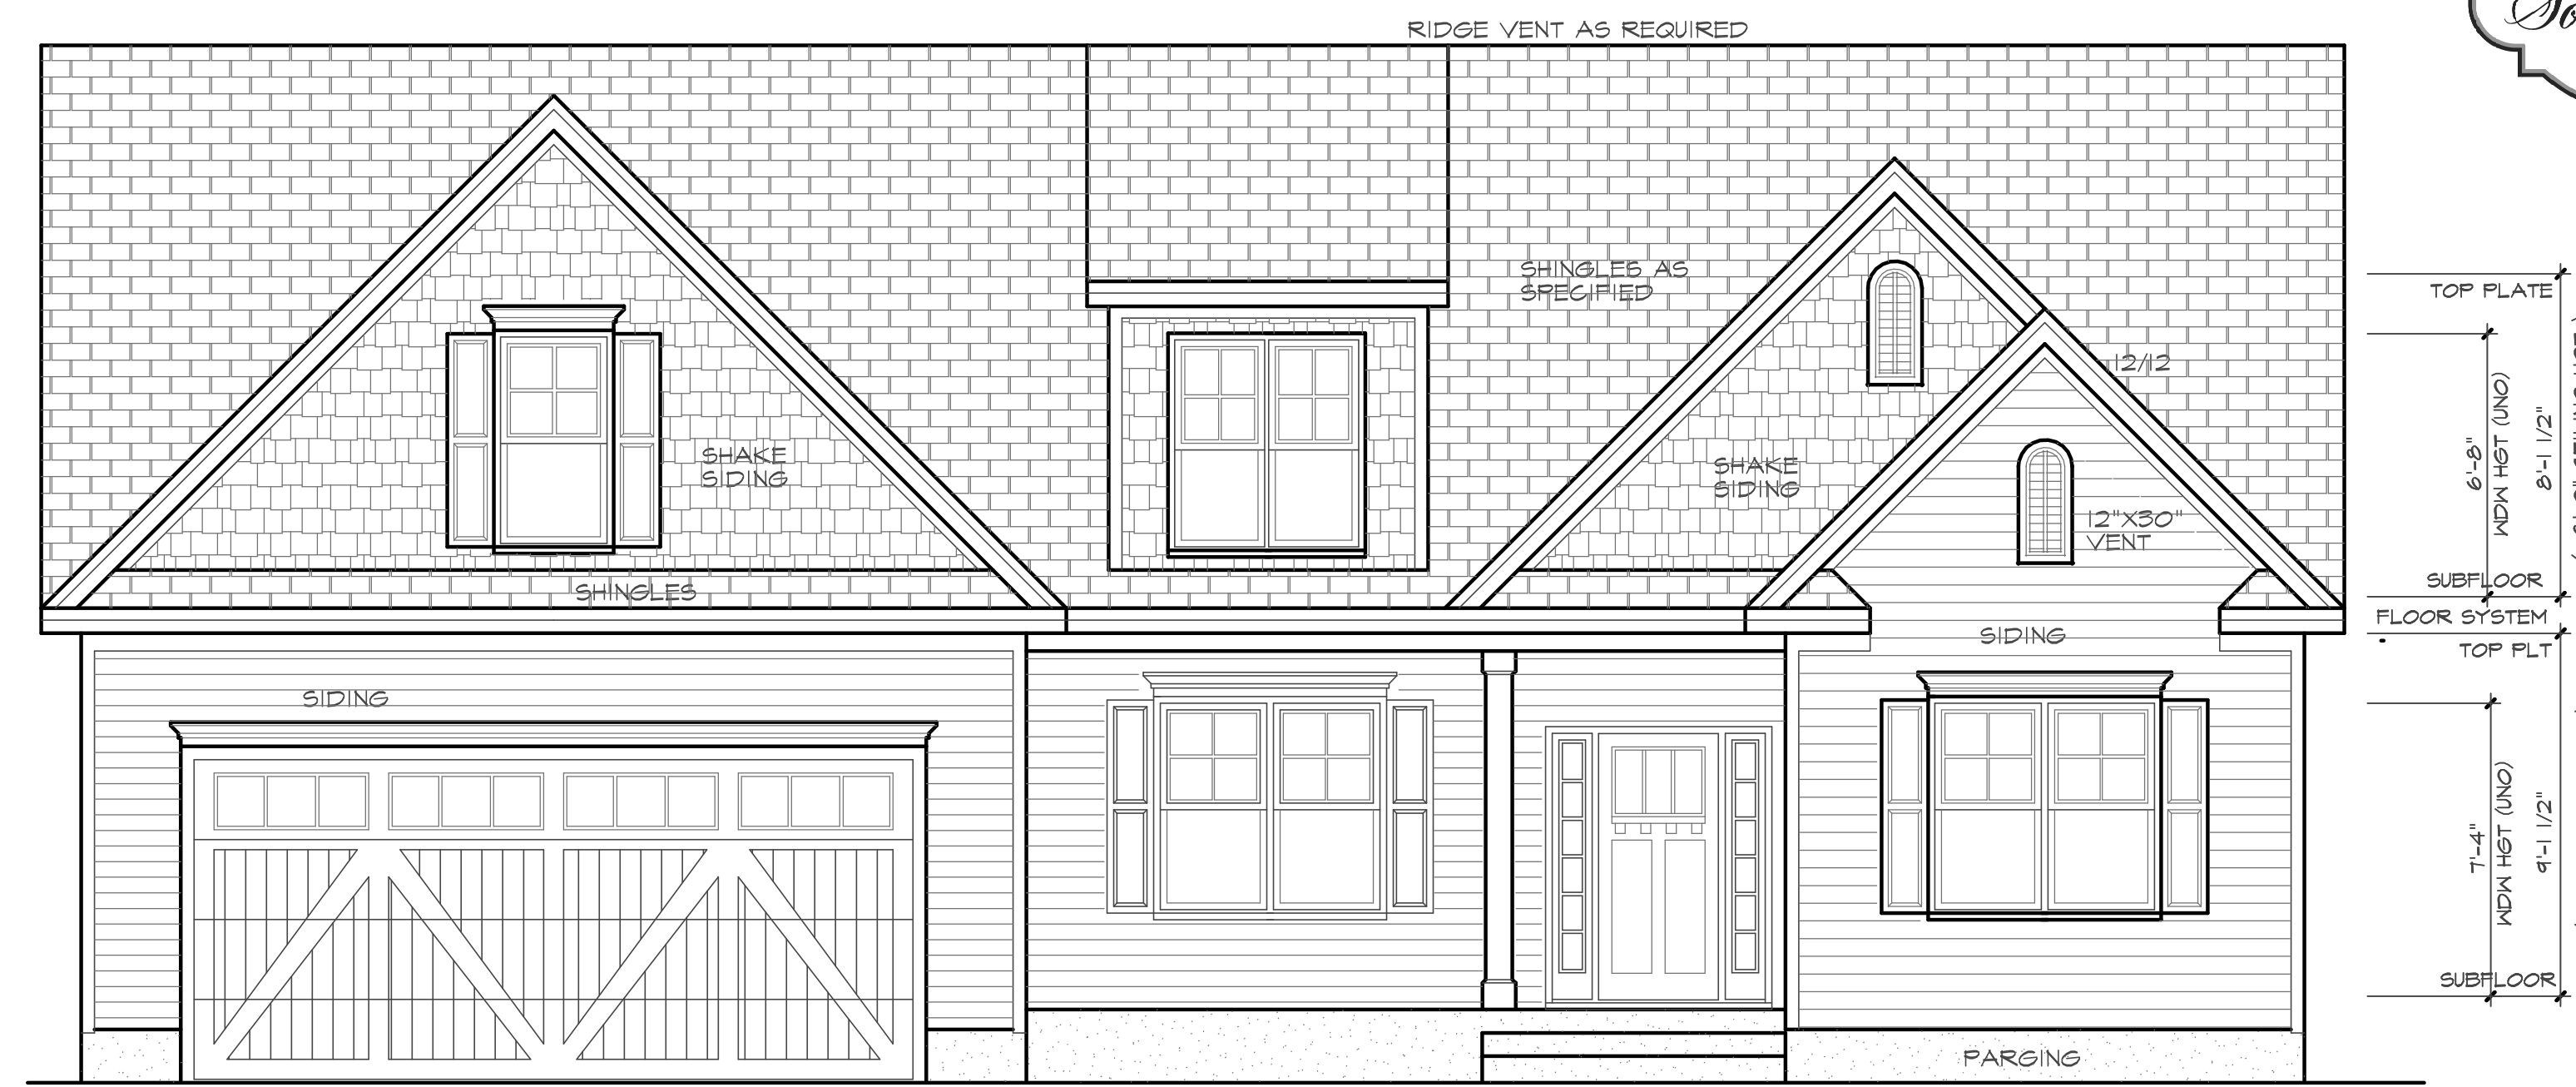 RIDGE VENT AS REQUIRED
SHINGLES AS
SPECIFIED
TOP PLATE
12/12
6'-8"
WDW HGT (UNO)
8'-1 1/2"
SHAKE
SIDING
SHAKE
SIDING
12"X30"
VENT
SUBFLOOR
SHINGLES
FLOOR SYSTEM
SIDING
TOP PLT
SIDING
7'-4"
WDW HGT (UNO)
9'-1 1/2"
SUBFLOOR
PARGING